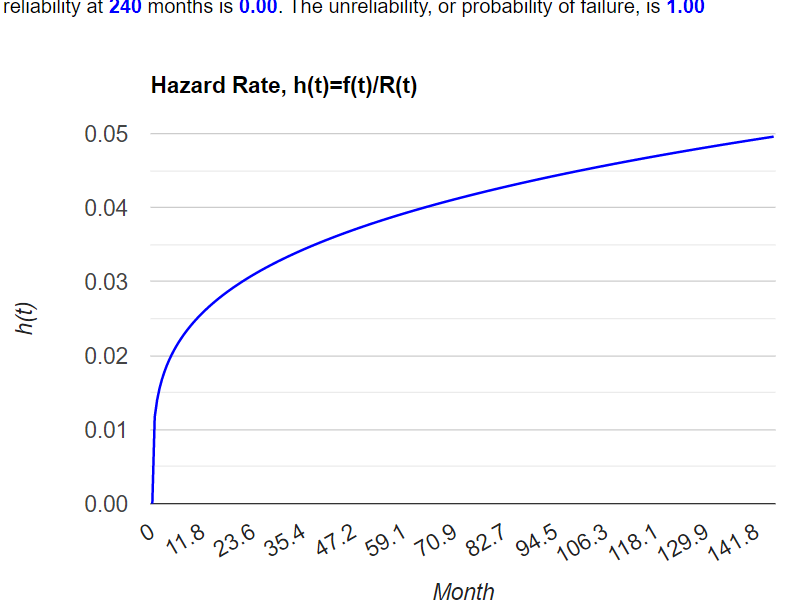 reliability at 240 months is 0.00. The unreliability, or probability of failure, is 1.00
Hazard Rate, h(t)=f(t)/R(t)
0.05
0.04
0.03
0.02
0.01
0.00
h(t)
0 11.8 23.6 35.4 47.2 59.1 70.9 82.7 94.5 106.3 118.1 129.9 141.8
Month